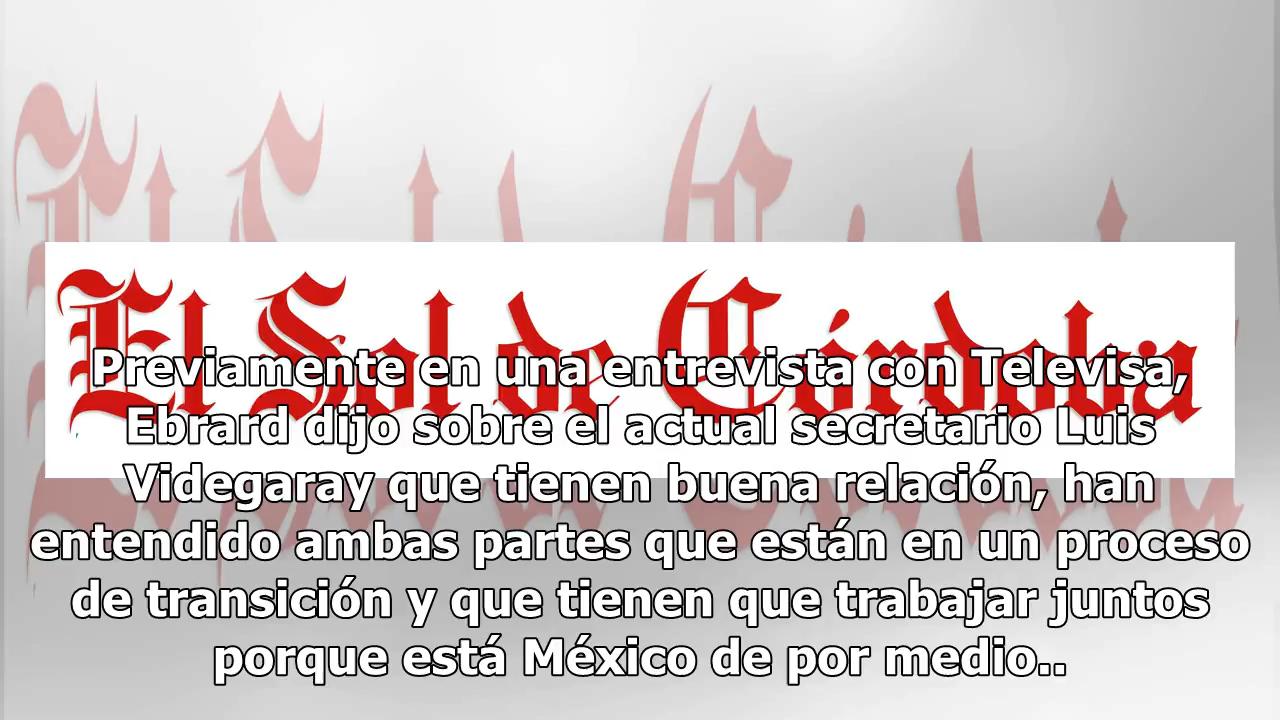 El Sol de Córdoba
Previamente en una entrevista con Televisa,
Ebrard dijo sobre el actual secretario Luis
Videgaray que tienen buena relación, han
entendido ambas partes que están en un proceso
de transición y que tienen que trabajar juntos
porque está México de por medio..